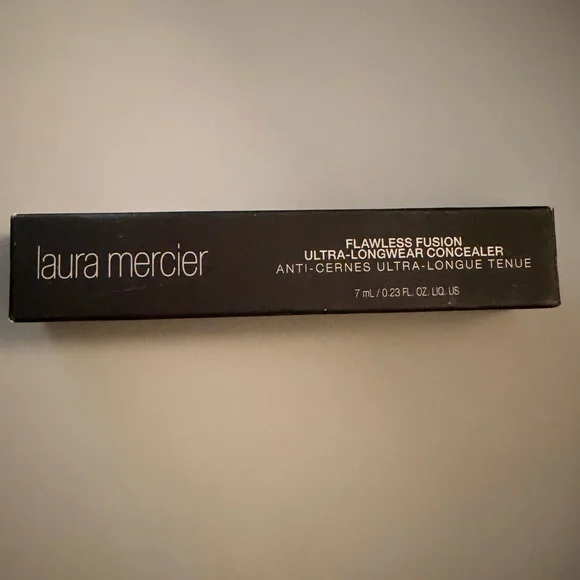 laura mercier
FLAWLESS FUSION
ULTRA-LONGWEAR CONCEALER
ANTI-CERNES ULTRA-LONGUE TENUE
7 mL / 0.23 FL. OZ. LIQ. US